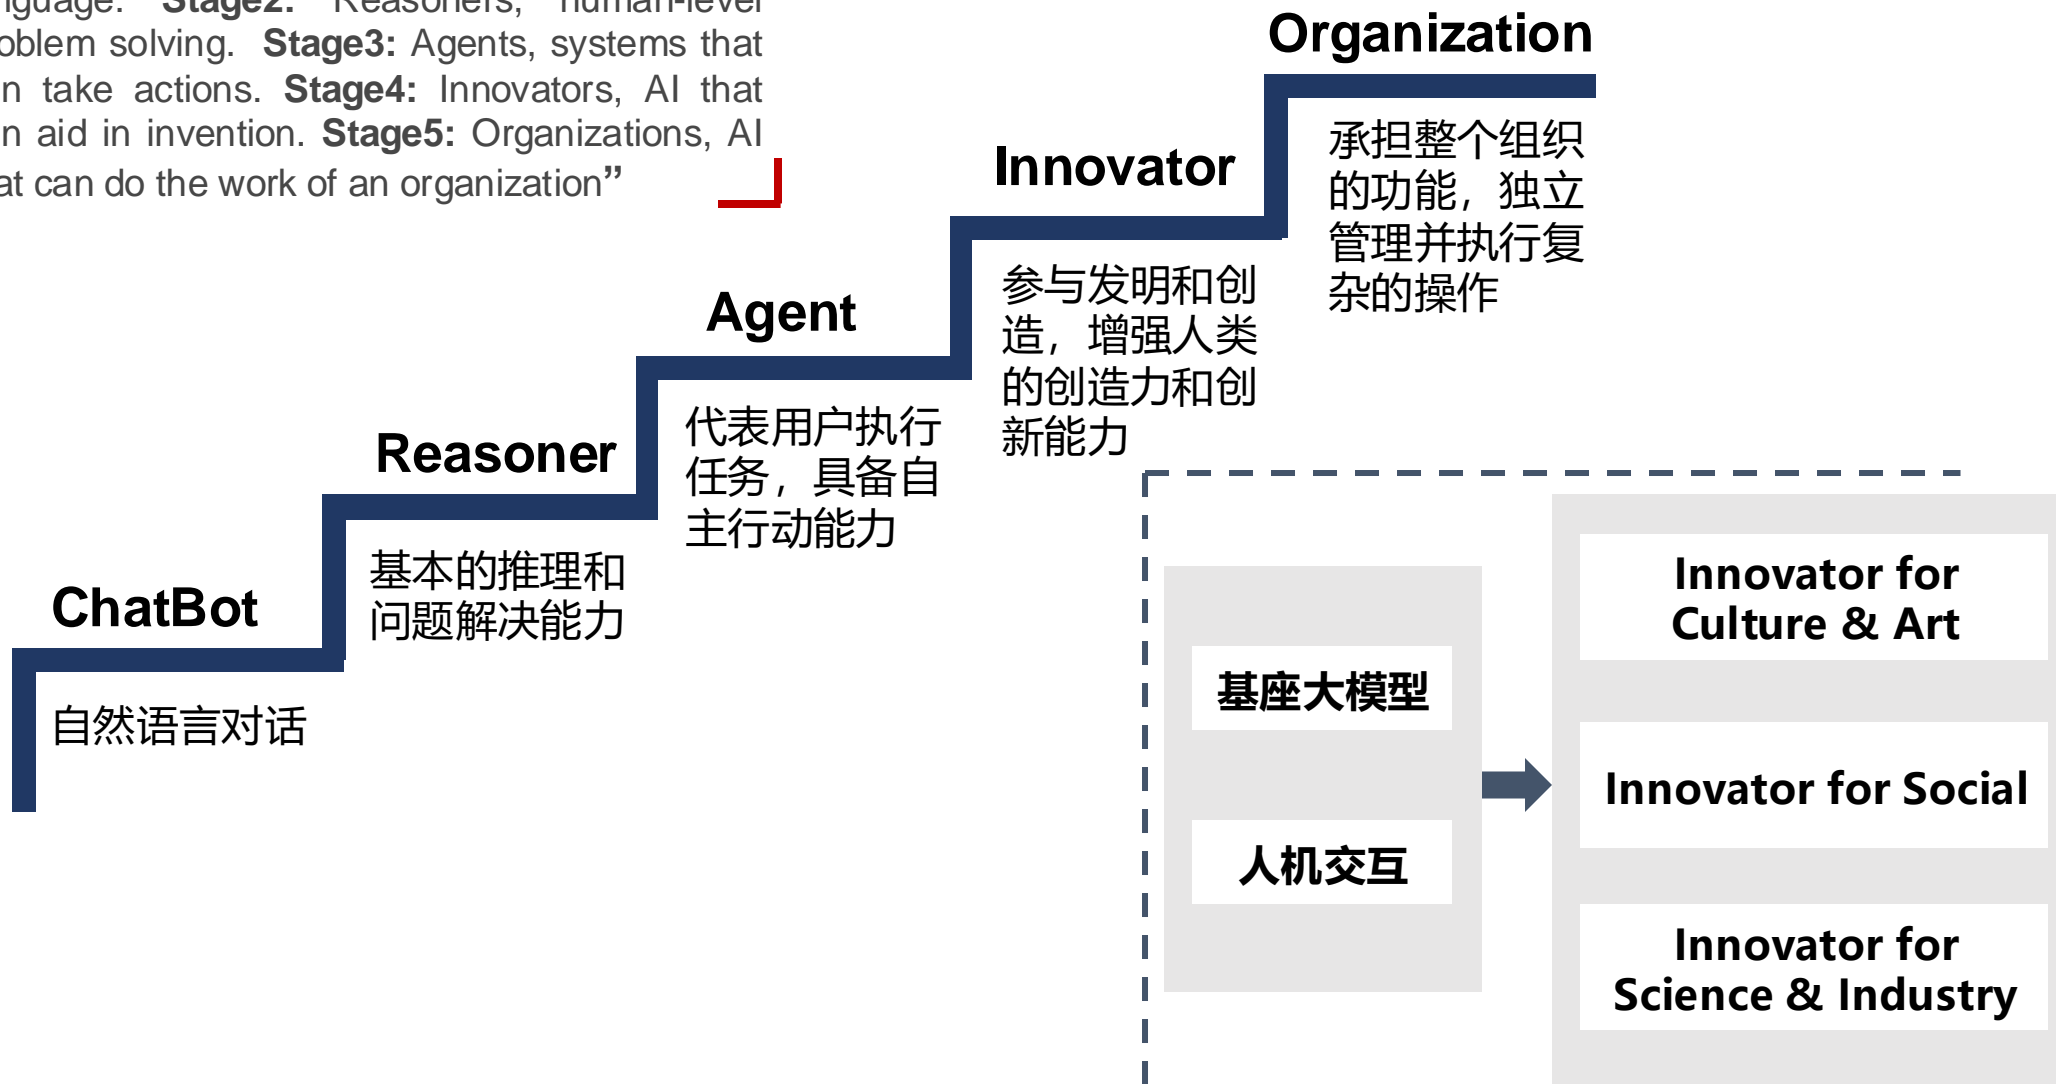 Stage2: Reasoners, human-level
problem solving. Stage3: Agents, systems that
take actions. Stage4: Innovators, AI that
aid in invention. Stage5: Organizations, AI
can do the work of an organization”
Organization
承担整个组织
的功能，独立
管理并执行复
杂的操作
Innovator
参与发明和创
造，增强人类
的创造力和创
新能力
Agent
代表用户执行
任务，具备自
主行动能力
Reasoner
基本的推理和
问题解决能力
ChatBot
自然语言对话
基座大模型
人机交互
Innovator for
Culture & Art
Innovator for Social
Innovator for
Science & Industry